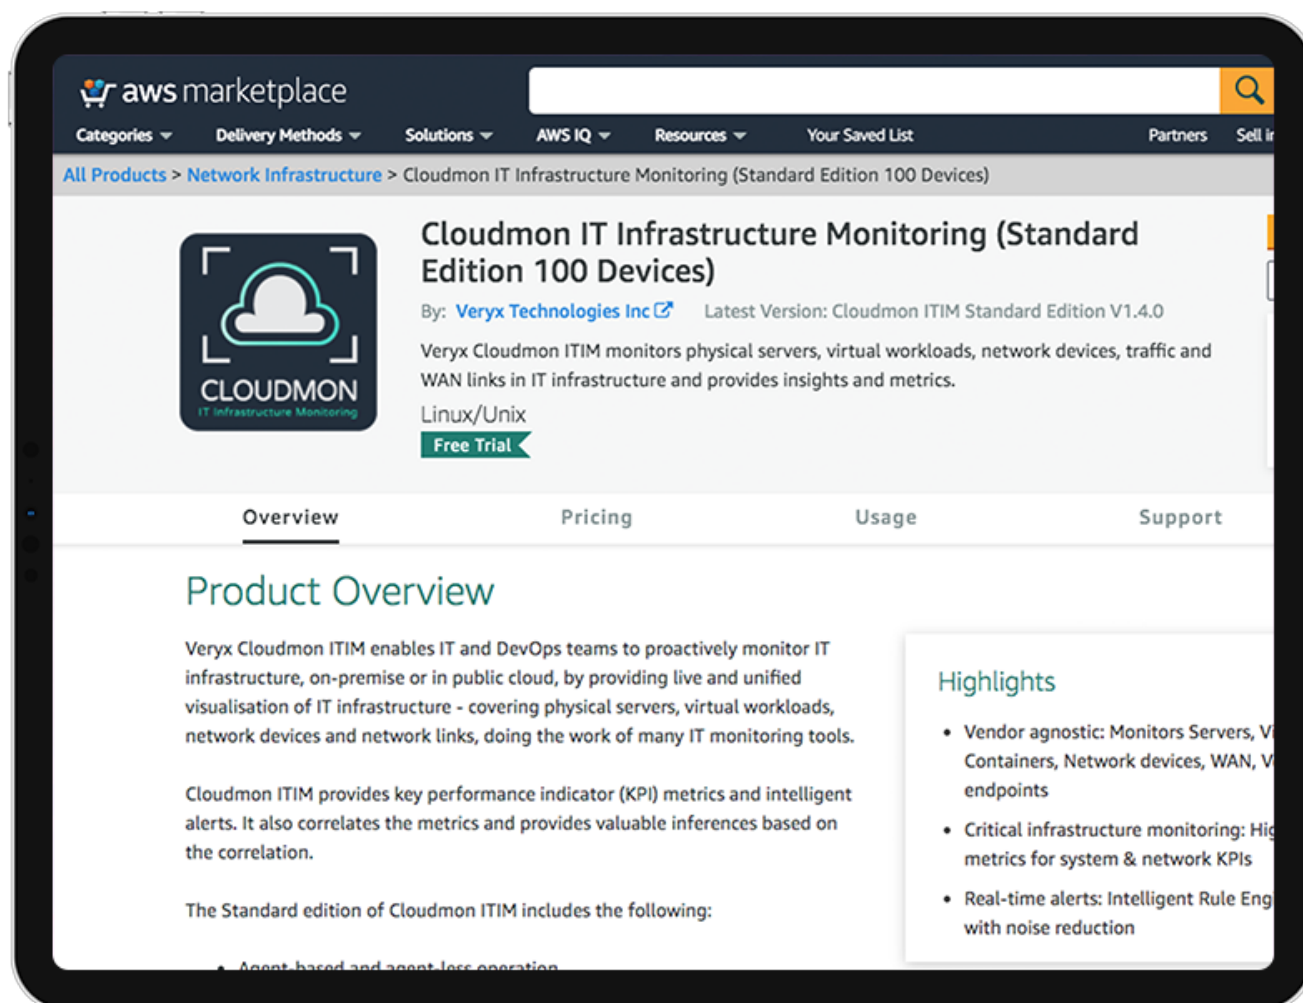 aws marketplace
Categories
Delivery Methods
Solutions
AWS IQ
Resources
Your Saved List
Partners
Sell in
All Products > Network Infrastructure > Cloudmon IT Infrastructure Monitoring (Standard Edition 100 Devices)
CLOUDMON
IT Infrastructure Monitoring
Cloudmon IT Infrastructure Monitoring (Standard
Edition 100 Devices)
By: Veryx Technologies Inc
Latest Version: Cloudmon ITIM Standard Edition V1.4.0
Veryx Cloudmon ITIM monitors physical servers, virtual workloads, network devices, traffic and
WAN links in IT infrastructure and provides insights and metrics.
Linux/Unix
Free Trial
Overview
Pricing
Usage
Support
Product Overview
Veryx Cloudmon ITIM enables IT and DevOps teams to proactively monitor IT
infrastructure, on-premise or in public cloud, by providing live and unified
visualisation of IT infrastructure - covering physical servers, virtual workloads,
network devices and network links, doing the work of many IT monitoring tools.
Cloudmon ITIM provides key performance indicator (KPI) metrics and intelligent
alerts. It also correlates the metrics and provides valuable inferences based on
the correlation.
The Standard edition of Cloudmon ITIM includes the following:
• Agent-based and agent-less operation
Highlights
• Vendor agnostic: Monitors Servers,
Containers, Network devices, WAN,
endpoints
• Critical infrastructure monitoring:
metrics for system & network KPIs
• Real-time alerts: Intelligent Rule
with noise reduction